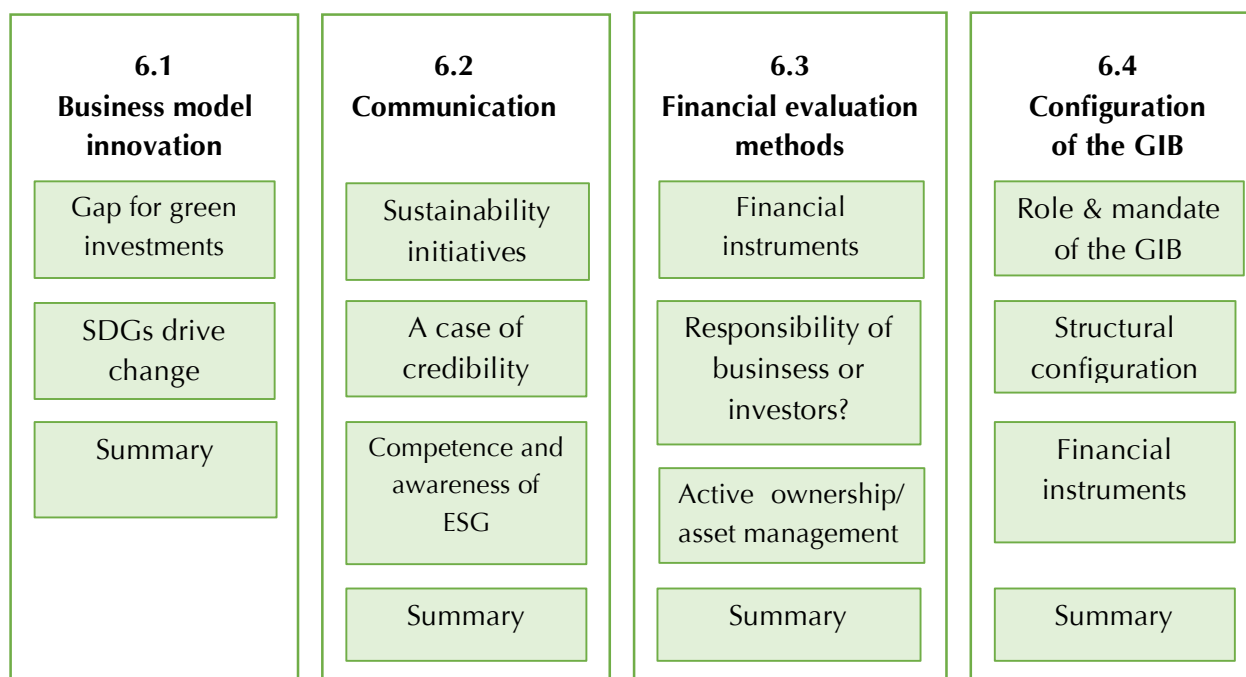 6.1
Business model
innovation
Gap for green
investments
SDGs drive
change
Summary
6.2
Communication
Sustainability
initiatives
A case of
credibility
Competence and
awareness of
ESG
Summary
6.3
Financial evaluation
methods
Financial
instruments
Responsibility of
businsess or
investors?
Active ownership/
asset management
Summary
6.4
Configuration
of the GIB
Role & mandate
of the GIB
Structural
configuration
Financial
instruments
Summary